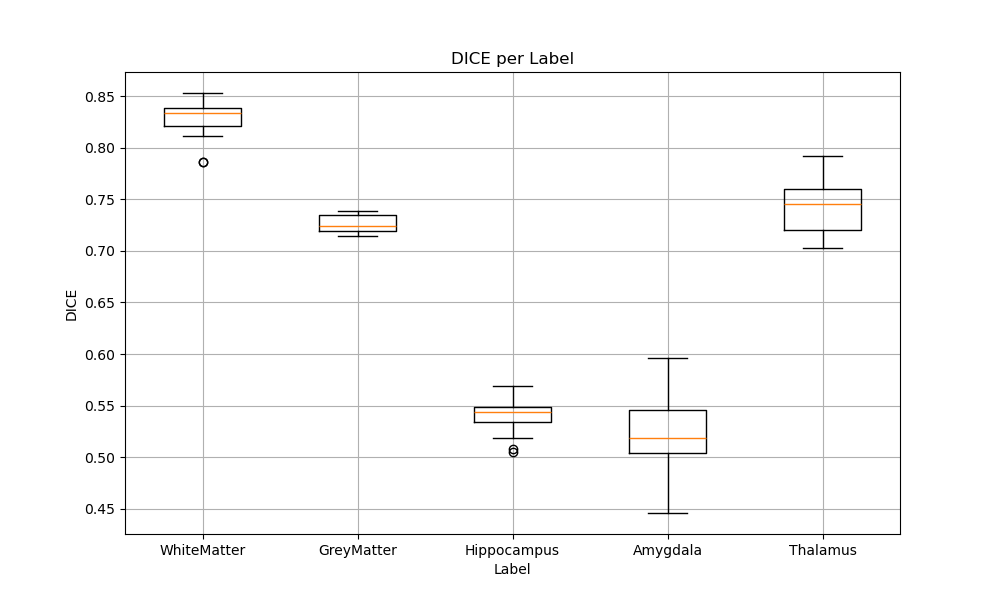 DICE per Label
DICE
0.85
0.80
0.75
0.70
0.65
0.60
0.55
0.50
0.45
WhiteMatter GreyMatter Hippocampus Amygdala Thalamus
Label